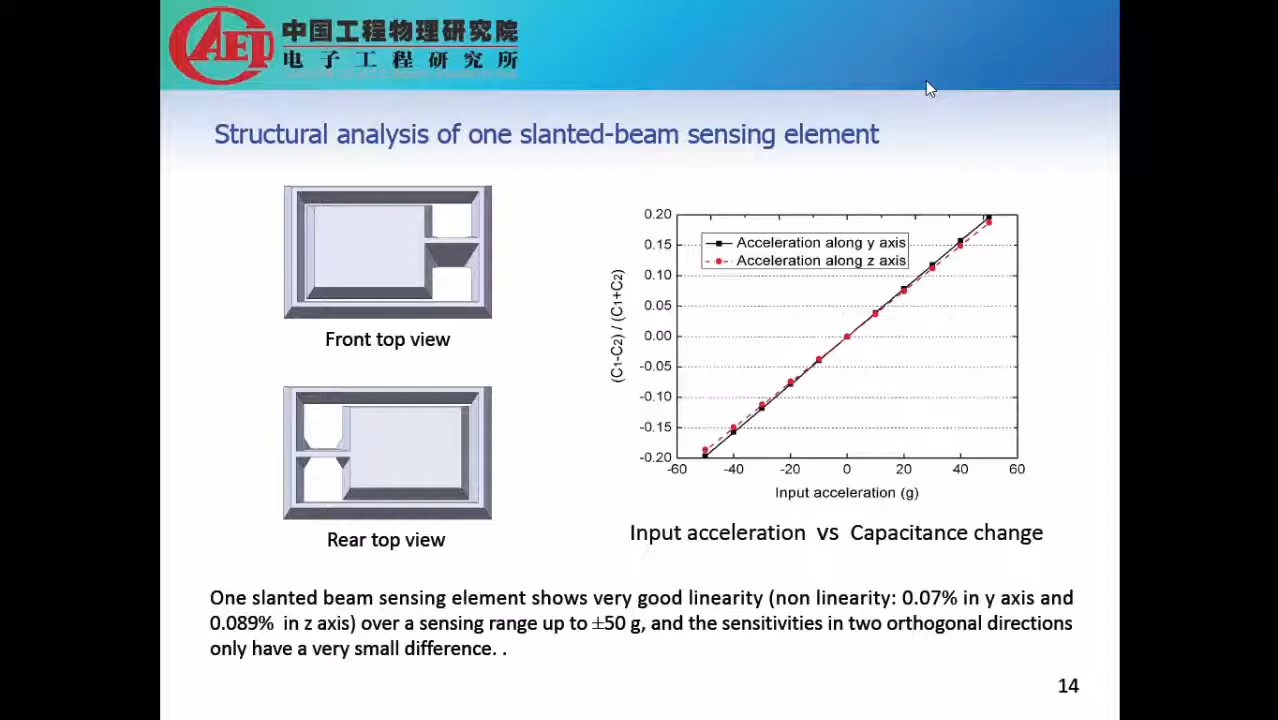 CAEP
中国工程物理研究院
电子工程研究所
Structural analysis of one slanted-beam sensing element
Front top view
Rear top view
0.20
0.15
0.10
0.05
0.00
-0.05
-0.10
-0.15
-0.20
(C1-C2) / (C1+C2)
Acceleration along y axis
Acceleration along z axis
-60 -40 -20 0 20 40 60
Input acceleration (g)
Input acceleration vs Capacitance change
One slanted beam sensing element shows very good linearity (non linearity: 0.07% in y axis and
0.089% in z axis) over a sensing range up to ±50 g, and the sensitivities in two orthogonal directions
only have a very small difference. .
14